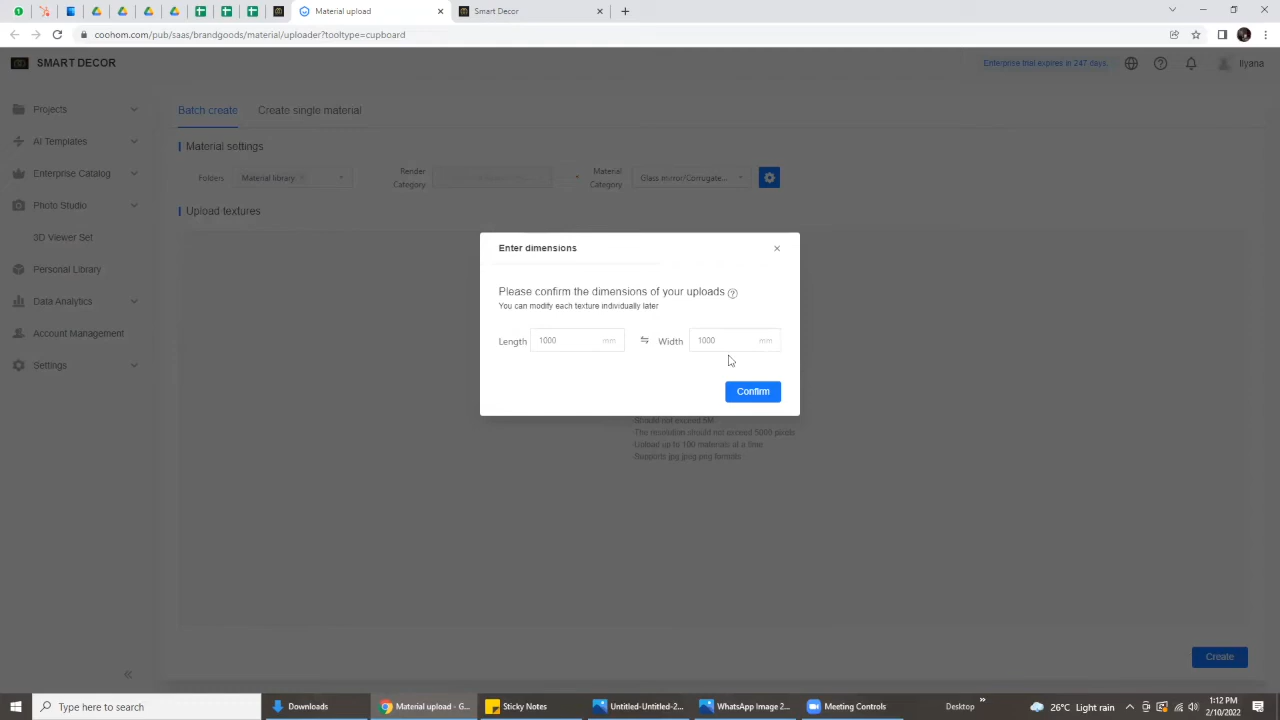 Material upload
Smart Decor
coohom.com/pub/saas/brandgoods/material/uploader?tooltype=cupboard
SMART DECOR
Enterprise trial expires in 247 days.
Ilyana
Projects
AI Templates
Enterprise Catalog
Photo Studio
3D Viewer Set
Personal Library
Data Analytics
Account Management
Settings
Batch create
Create single material
Material settings
Folders
Material library
Render
Category
Material
Category
Glass mirror/Corrugate...
Upload textures
Enter dimensions
Please confirm the dimensions of your uploads
You can modify each texture individually later
Length 1000 mm
Width 1000 mm
Confirm
Should not exceed 5M
The resolution should not exceed 5000 pixels
Upload up to 100 materials at a time
Supports jpg jpeg png formats
Create
Type here to search
Downloads
Material upload - G...
Sticky Notes
Untitled-Untitled-2...
WhatsApp Image 2...
Meeting Controls
Desktop
26°C Light rain
1:12 PM
2/10/2022